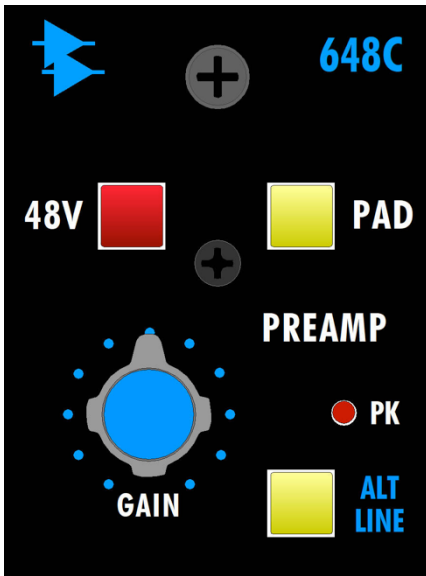 648C
48V
PAD
PREAMP
PK
GAIN
ALT
LINE